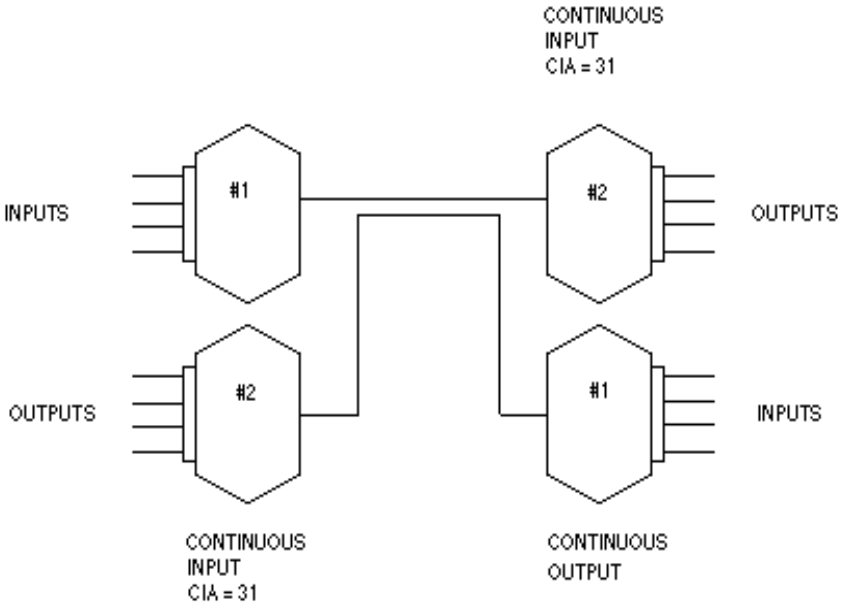 CONTINUOUS
INPUT
CIA = 31
#1
#2
INPUTS
OUTPUTS
#2
#1
OUTPUTS
INPUTS
CONTINUOUS
INPUT
CIA = 31
CONTINUOUS
OUTPUT